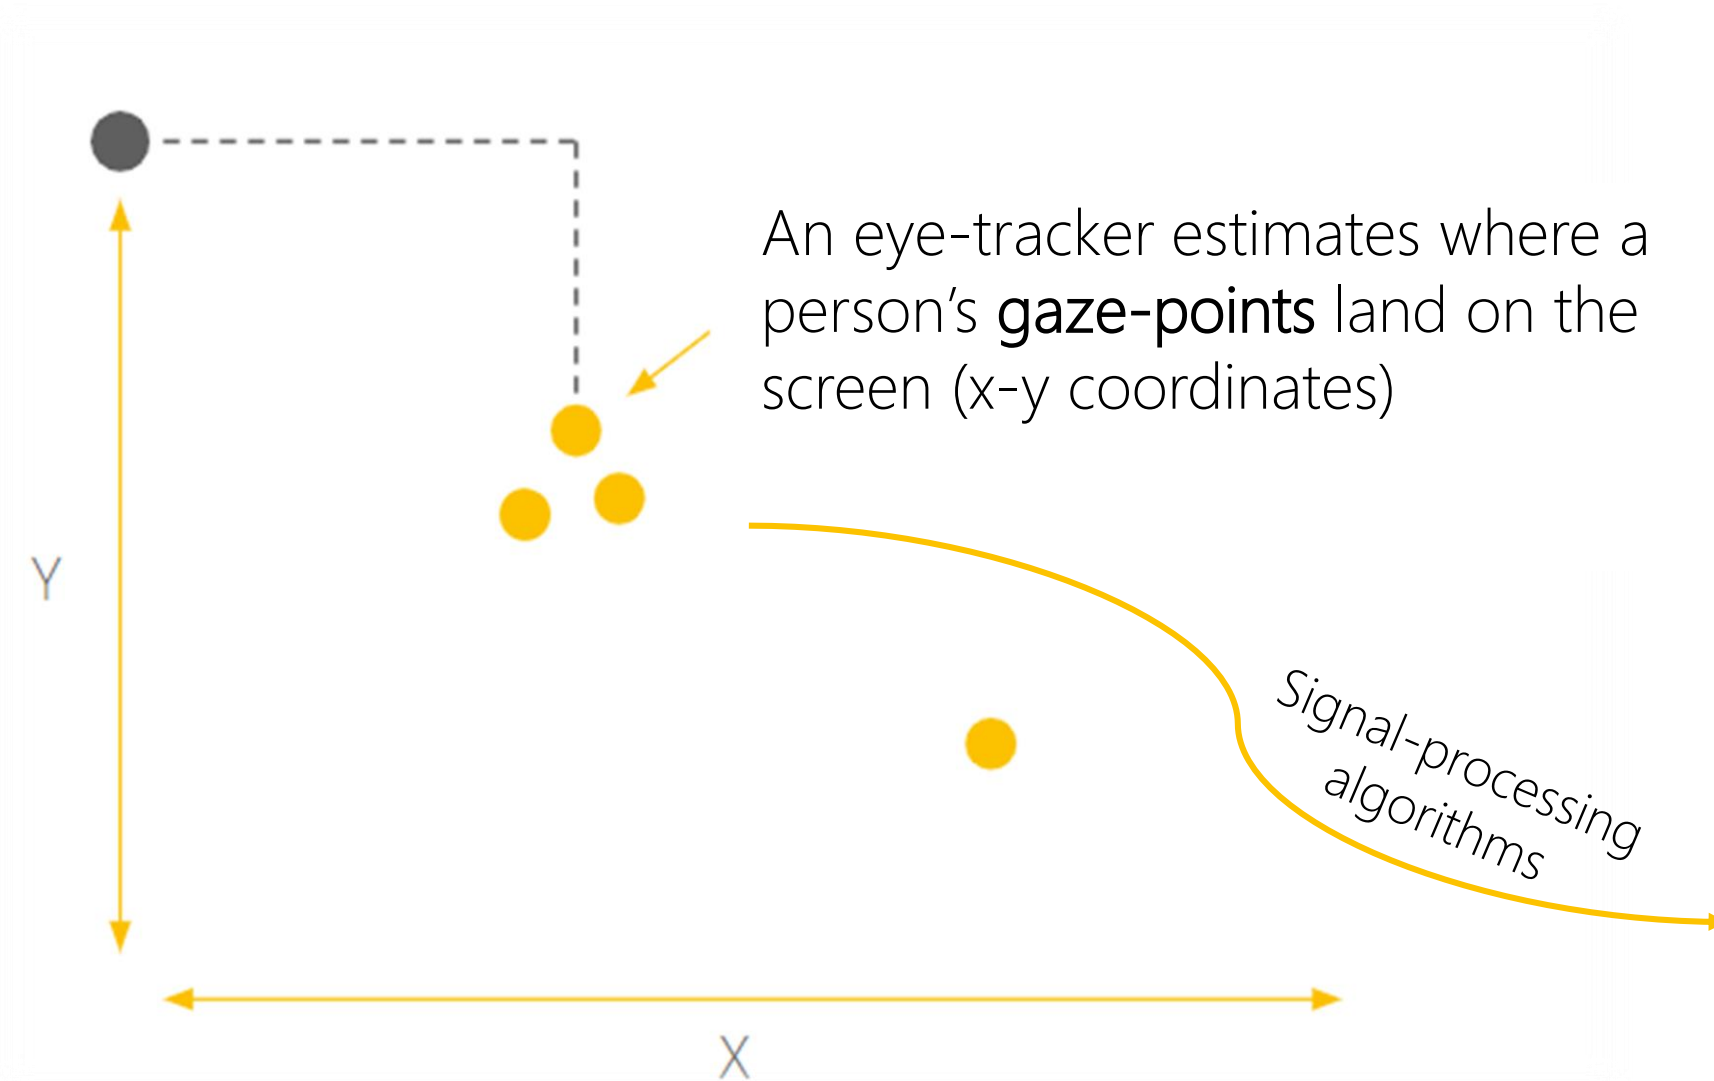 An eye-tracker estimates where a
person’s gaze-points land on the
screen (x-y coordinates)
Y
Signal-processing
algorithms
X